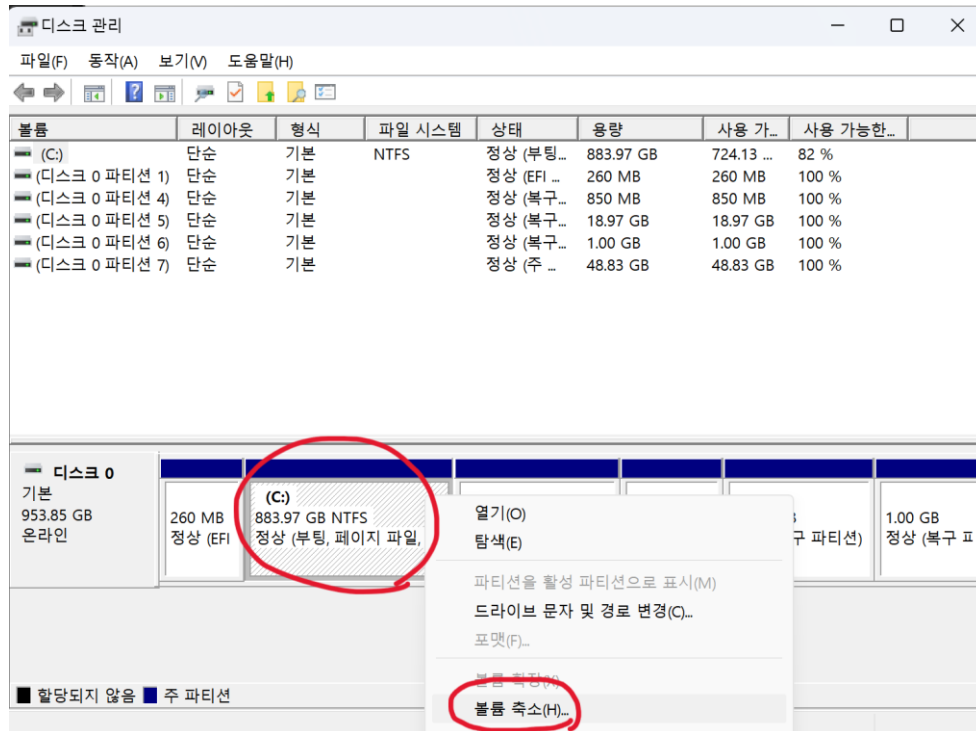 디스크 관리
파일(F) 동작(A) 보기(V) 도움말(H)
볼륨 레이아웃 형식 파일 시스템 상태 용량 사용 가... 사용 가능한...
(C:) 단순 기본 NTFS 정상 (부팅... 883.97 GB 724.13 ... 82 %
(디스크 0 파티션 1) 단순 기본 정상 (EFI ... 260 MB 260 MB 100 %
(디스크 0 파티션 4) 단순 기본 정상 (복구... 850 MB 850 MB 100 %
(디스크 0 파티션 5) 단순 기본 정상 (복구... 18.97 GB 18.97 GB 100 %
(디스크 0 파티션 6) 단순 기본 정상 (복구... 1.00 GB 1.00 GB 100 %
(디스크 0 파티션 7) 단순 기본 정상 (주 ... 48.83 GB 48.83 GB 100 %
디스크 0
기본
953.85 GB
온라인
260 MB
정상 (EFI
(C:)
883.97 GB NTFS
정상 (부팅, 페이지 파일,
구 파티션)
1.00 GB
정상 (복구 파
열기(O)
탐색(E)
파티션을 활성 파티션으로 표시(M)
드라이브 문자 및 경로 변경(C)...
포맷(F)...
볼륨 확장(X)...
볼륨 축소(H)...
할당되지 않음 주 파티션